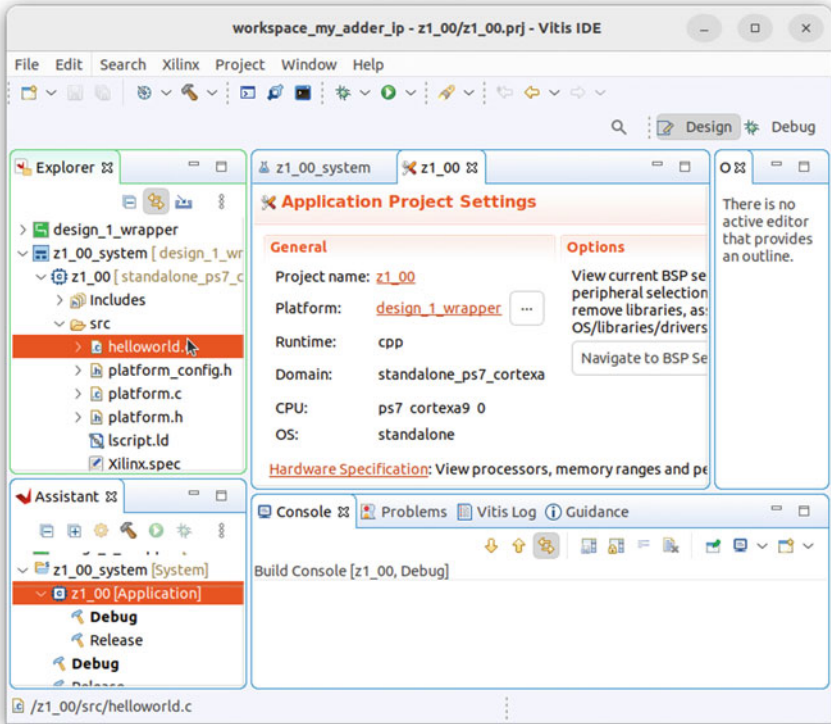 workspace_my_adder_ip - z1_00/z1_00.prj - Vitis IDE
File Edit Search Xilinx Project Window Help
Design Debug
Explorer
design_1_wrapper
z1_00_system [ design_1_wr
z1_00 [ standalone_ps7_c
Includes
src
helloworld.
platform_config.h
platform.c
platform.h
lscript.ld
Xilinx.spec
z1_00_system z1_00
Application Project Settings
General
Project name: z1_00
Platform: design_1_wrapper ...
Runtime: cpp
Domain: standalone_ps7_cortexa
CPU: ps7_cortexa9_0
OS: standalone
Hardware Specification: View processors, memory ranges and pe
Options
View current BSP se
peripheral selection
remove libraries, as
OS/libraries/drivers
Navigate to BSP Se
O
There is no
active editor
that provides
an outline.
Assistant
z1_00_system [System]
z1_00 [Application]
Debug
Release
Debug
Console Problems Vitis Log Guidance
Build Console [z1_00, Debug]
/z1_00/src/helloworld.c